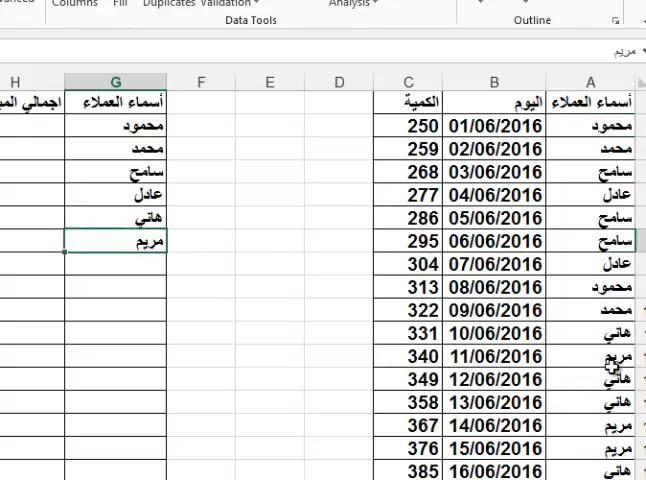 Columns Fill Duplicates Validation Analysis
Data Tools Outline
مريم
A B C D E F G H
أسماء العملاء اليوم الكمية أسماء العملاء اجمالي
محمود 01/06/2016 250 محمود
محمد 02/06/2016 259 محمد
سامح 03/06/2016 268 سامح
عادل 04/06/2016 277 عادل
سامح 05/06/2016 286 هاني
سامح 06/06/2016 295 مريم
عادل 07/06/2016 304
محمود 08/06/2016 313
محمد 09/06/2016 322
هاني 10/06/2016 331
مريم 11/06/2016 340
هاني 12/06/2016 349
هاني 13/06/2016 358
مريم 14/06/2016 367
مريم 15/06/2016 376
هاني 16/06/2016 385